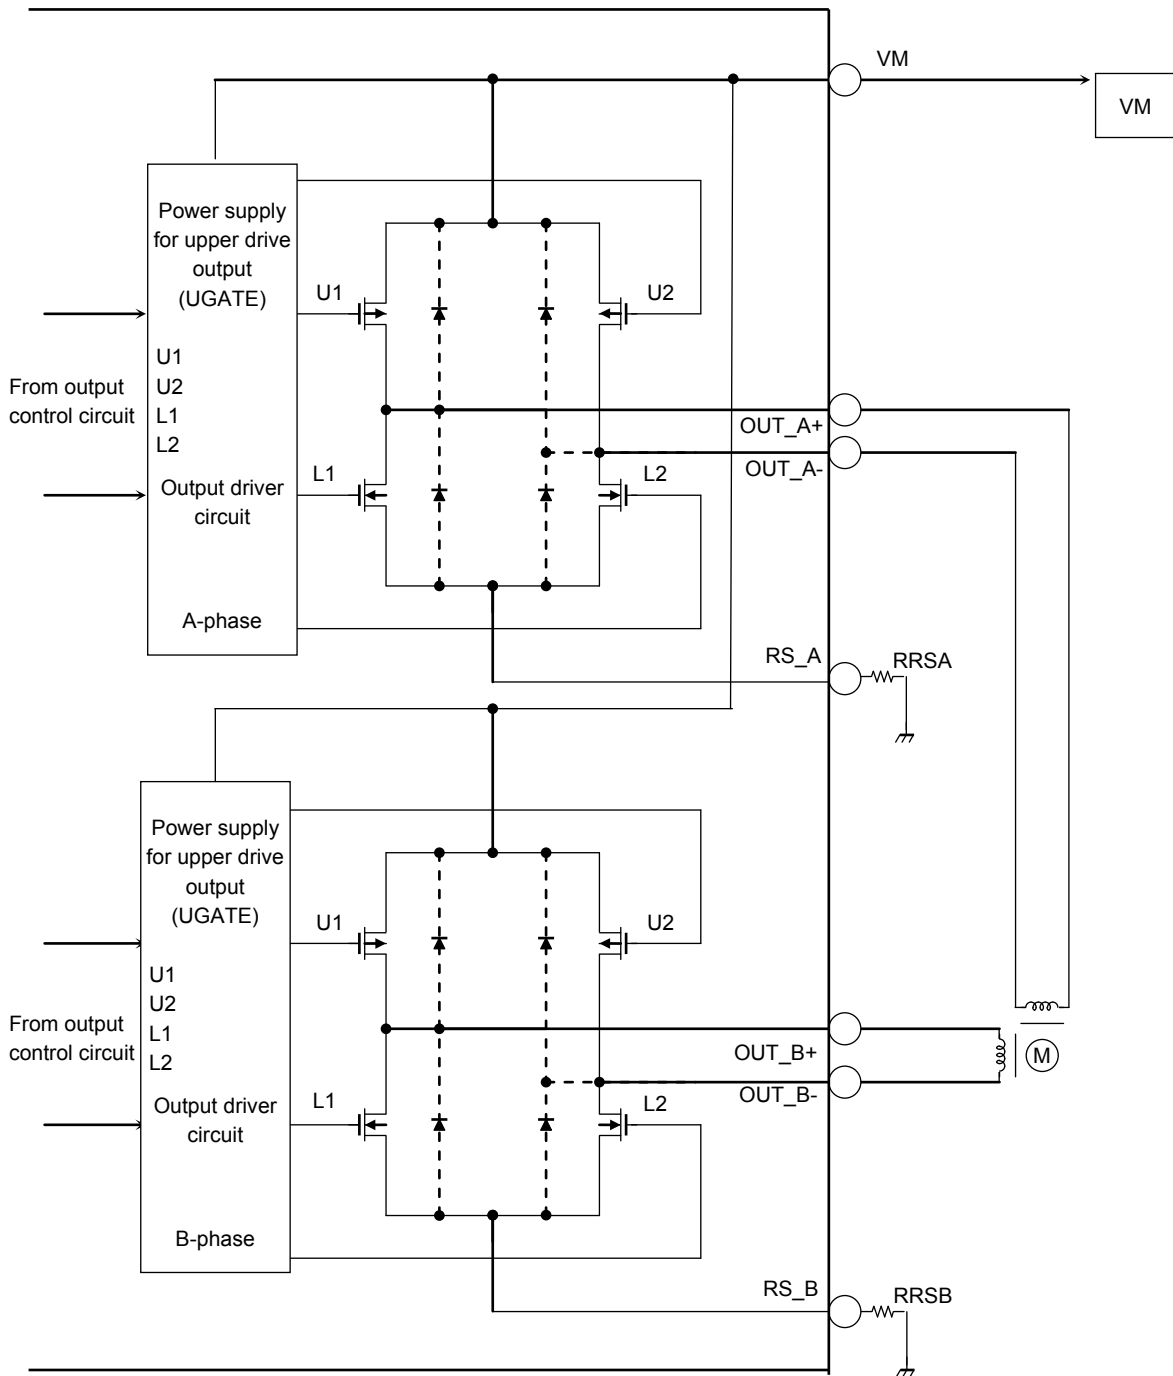 VM
VM
Power supply
for upper drive
output
(UGATE)
U1
U2
U1
U2
L1
L2
From output
control circuit
OUT_A+
OUT_A-
L1
L2
Output driver
circuit
A-phase
RS_A
RRSA
Power supply
for upper drive
output
(UGATE)
U1
U2
U1
U2
L1
L2
From output
control circuit
OUT_B+
M
OUT_B-
L1
L2
Output driver
circuit
B-phase
RS_B
RRSB